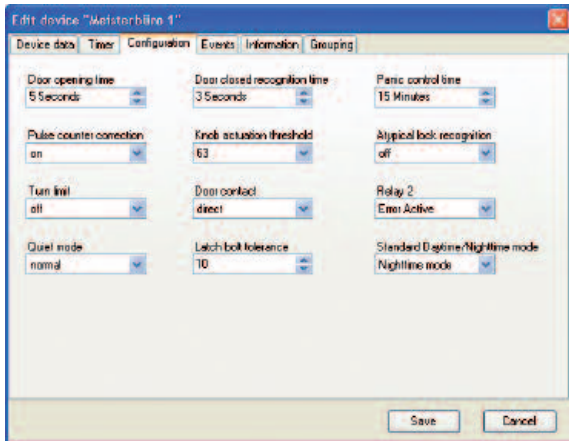 Edit device "Meisterbüro 1"
Device data Timer Configuration Events Information Grouping
Door opening time Door closed recognition time Panic control time
5 Seconds 3 Seconds 15 Minutes
Pulse counter correction Knob actuation threshold Atypical lock recognition
on 63 off
Turn limit Door contact Relay 2
off direct Error Active
Quiet mode Latch bolt tolerance Standard Daytime/Nighttime mode
normal 10 Nighttime mode
Save Cancel